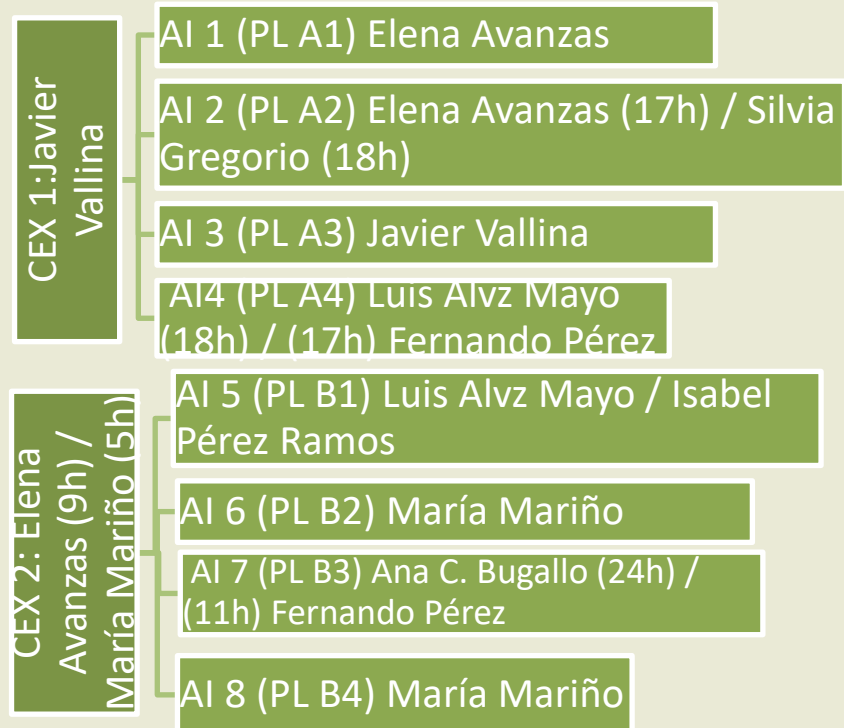 CEX 1:Javier
Vallina
AI 1 (PL A1) Elena Avanzas
AI 2 (PL A2) Elena Avanzas (17h) / Silvia
Gregorio (18h)
AI 3 (PL A3) Javier Vallina
AI4 (PL A4) Luis Alvz Mayo
(18h) / (17h) Fernando Pérez
CEX 2: Elena
Avanzas (9h) /
María Mariño (5h)
AI 5 (PL B1) Luis Alvz Mayo / Isabel
Pérez Ramos
AI 6 (PL B2) María Mariño
AI 7 (PL B3) Ana C. Bugallo (24h) /
(11h) Fernando Pérez
AI 8 (PL B4) María Mariño